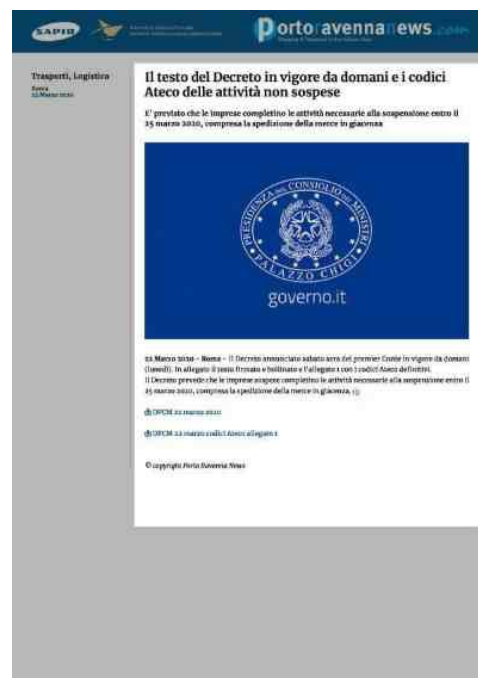 SAPIR
Portoravennanews.com
Trasporti, Logistica
Roma
22 Marzo 2020
Il testo del Decreto in vigore da domani e i codici
Ateco delle attività non sospese
E' previsto che le imprese completino le attività necessarie alla sospensione entro il
25 marzo 2020, compresa la spedizione della merce in giacenza
PRESIDENZA DEL CONSIGLIO DEI MINISTRI
PALAZZO CHIGI
governo.it
22 Marzo 2020 - Roma - Il Decreto annunciato sabato sera del premier Conte in vigore da domani
(lunedì). In allegato il testo firmato e bollinato e l'allegato 1 con i codici Ateco definitivi.
Il Decreto prevede che le imprese sospese completino le attività necessarie alla sospensione entro il
25 marzo 2020, compresa la spedizione della merce in giacenza.
DPCM 22 marzo 2020
DPCM 22 marzo codici Ateco allegato 1
© copyright Porto Ravenna News